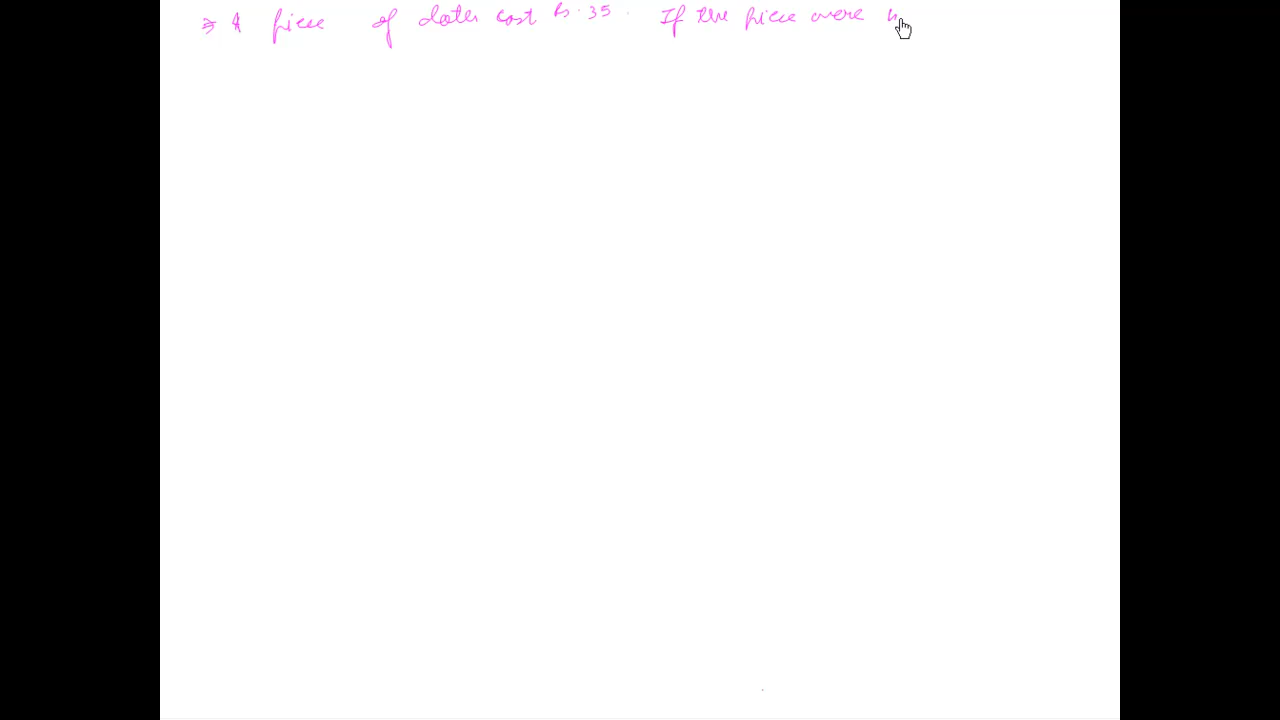 ⇒ A piece of cloth cost Rs. 35. If the piece were